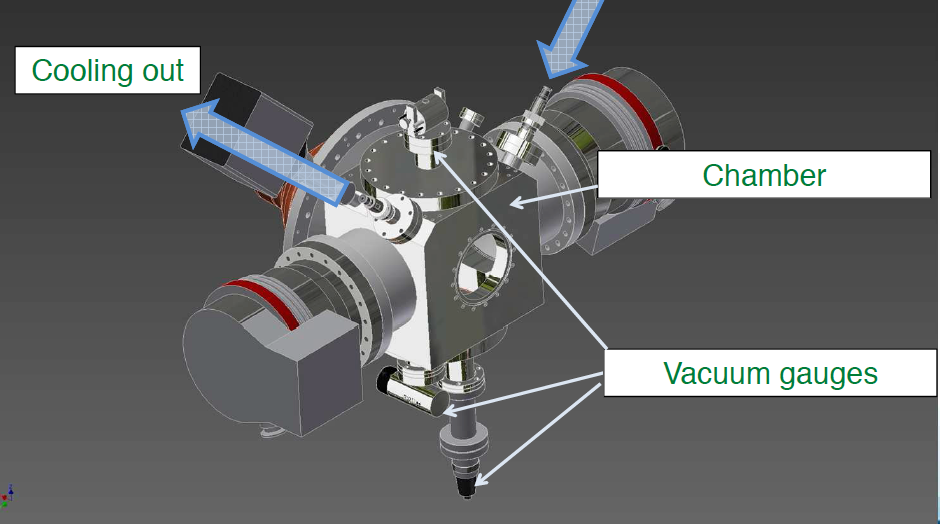 Cooling out
Chamber
Vacuum gauges